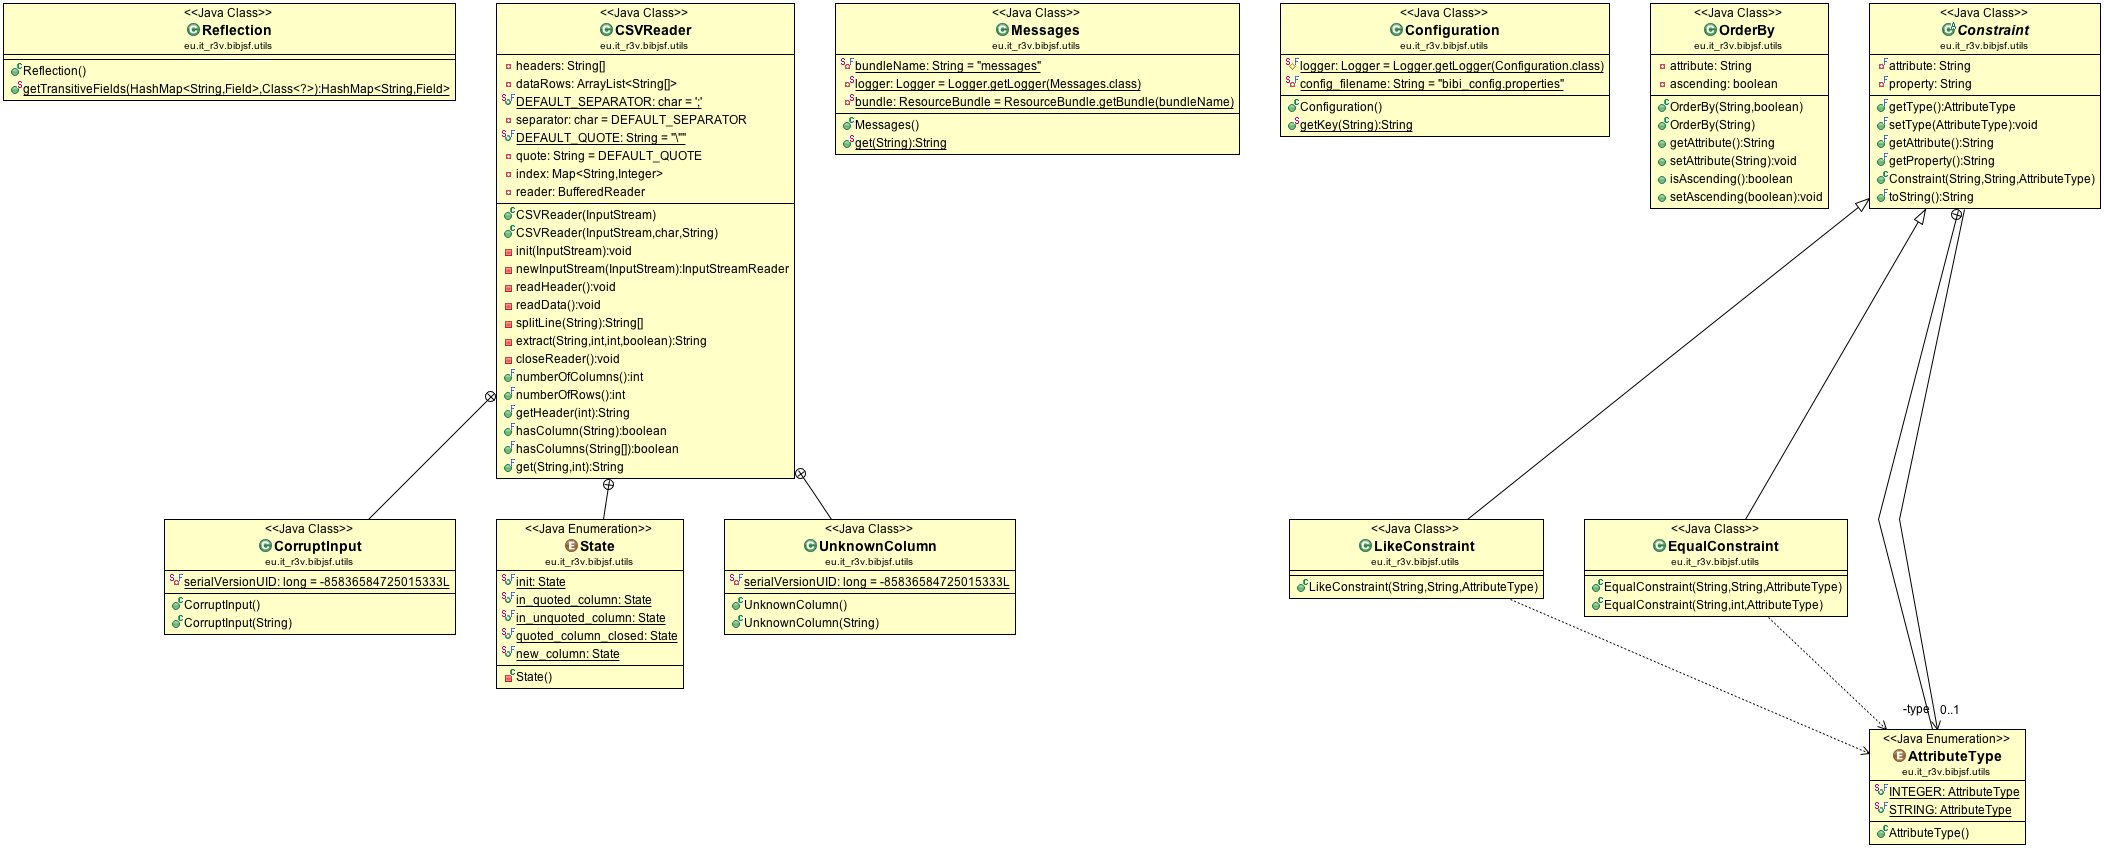 <<Java Class>>
Reflection
eu.it_r3v.bibjsf.utils
Reflection()
getTransitiveFields(HashMap<String,Field>,Class<?>):HashMap<String,Field>
<<Java Class>>
CSVReader
eu.it_r3v.bibjsf.utils
headers: String[]
dataRows: ArrayList<String[]>
DEFAULT_SEPARATOR: char = ';'
separator: char = DEFAULT_SEPARATOR
DEFAULT_QUOTE: String = "\""
quote: String = DEFAULT_QUOTE
index: Map<String,Integer>
reader: BufferedReader
CSVReader(InputStream)
CSVReader(InputStream,char,String)
init(InputStream):void
newInputStream(InputStream):InputStreamReader
readHeader():void
readData():void
splitLine(String):String[]
extract(String,int,int,boolean):String
closeReader():void
numberOfColumns():int
numberOfRows():int
getHeader(int):String
hasColumn(String):boolean
hasColumns(String[]):boolean
get(String,int):String
<<Java Class>>
Messages
eu.it_r3v.bibjsf.utils
bundleName: String = "messages"
logger: Logger = Logger.getLogger(Messages.class)
bundle: ResourceBundle = ResourceBundle.getBundle(bundleName)
Messages()
get(String):String
<<Java Class>>
Configuration
eu.it_r3v.bibjsf.utils
logger: Logger = Logger.getLogger(Configuration.class)
config_filename: String = "bibi_config.properties"
Configuration()
getKey(String):String
<<Java Class>>
OrderBy
eu.it_r3v.bibjsf.utils
attribute: String
ascending: boolean
OrderBy(String,boolean)
OrderBy(String)
getAttribute():String
setAttribute(String):void
isAscending():boolean
setAscending(boolean):void
<<Java Class>>
Constraint
eu.it_r3v.bibjsf.utils
attribute: String
property: String
getType():AttributeType
setType(AttributeType):void
getAttribute():String
getProperty():String
Constraint(String,String,AttributeType)
toString():String
<<Java Class>>
CorruptInput
eu.it_r3v.bibjsf.utils
serialVersionUID: long = -85836584725015333L
CorruptInput()
CorruptInput(String)
<<Java Enumeration>>
State
eu.it_r3v.bibjsf.utils
init: State
in_quoted_column: State
in_unquoted_column: State
quoted_column_closed: State
new_column: State
State()
<<Java Class>>
UnknownColumn
eu.it_r3v.bibjsf.utils
serialVersionUID: long = -85836584725015333L
UnknownColumn()
UnknownColumn(String)
<<Java Class>>
LikeConstraint
eu.it_r3v.bibjsf.utils
LikeConstraint(String,String,AttributeType)
<<Java Class>>
EqualConstraint
eu.it_r3v.bibjsf.utils
EqualConstraint(String,String,AttributeType)
EqualConstraint(String,int,AttributeType)
-type 0..1
<<Java Enumeration>>
AttributeType
eu.it_r3v.bibjsf.utils
INTEGER: AttributeType
STRING: AttributeType
AttributeType()